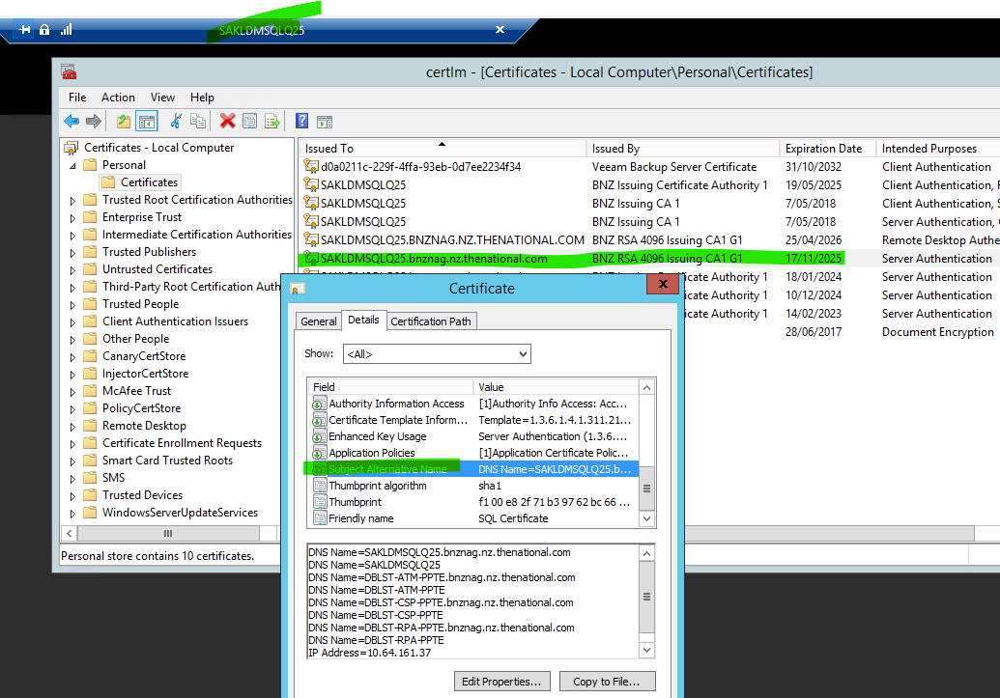 SAKLDMSQLQ25
certlm - [Certificates - Local Computer\Personal\Certificates]
File Action View Help
Certificates - Local Computer
Personal
Certificates
Trusted Root Certification Authorities
Enterprise Trust
Intermediate Certification Authorities
Trusted Publishers
Untrusted Certificates
Third-Party Root Certification Auth
Trusted People
Client Authentication Issuers
Other People
CanaryCertStore
InjectorCertStore
McAfee Trust
PolicyCertStore
Remote Desktop
Certificate Enrollment Requests
Smart Card Trusted Roots
SMS
Trusted Devices
WindowsServerUpdateServices
Personal store contains 10 certificates.
Issued To Issued By Expiration Date Intended Purposes
d0a0211c-229f-4ffa-93eb-0d7ee2234f34 Veeam Backup Server Certificate 31/10/2032 Client Authentication
SAKLDMSQLQ25 BNZ Issuing Certificate Authority 1 19/05/2025 Client Authentication, 
SAKLDMSQLQ25 BNZ Issuing CA 1 7/05/2018 Client Authentication, S
SAKLDMSQLQ25 BNZ Issuing CA 1 7/05/2018 Server Authentication, 
SAKLDMSQLQ25.BNZNAG.NZ.THENATIONAL.COM BNZ RSA 4096 Issuing CA1 G1 25/04/2026 Remote Desktop Authe
SAKLDMSQLQ25.bnznag.nz.thenational.com BNZ RSA 4096 Issuing CA1 G1 17/11/2025 Server Authentication
icate Authority 1 18/01/2024 Server Authentication
icate Authority 1 10/12/2024 Server Authentication
icate Authority 1 14/02/2023 Server Authentication
28/06/2017 Document Encryption
Certificate
General Details Certification Path
Show: <All>
Field Value
Authority Information Access [1]Authority Info Access: Acc...
Certificate Template Inform... Template=1.3.6.1.4.1.311.21...
Enhanced Key Usage Server Authentication (1.3.6....
Application Policies [1]Application Certificate Polic...
Subject Alternative Name DNS Name=SAKLDMSQLQ25.b...
Thumbprint algorithm sha1
Thumbprint f1 00 e8 2f 71 b3 97 62 bc 66 ...
Friendly name SQL Certificate
DNS Name=SAKLDMSQLQ25.bnznag.nz.thenational.com
DNS Name=SAKLDMSQLQ25
DNS Name=DBLST-ATM-PPTE.bnznag.nz.thenational.com
DNS Name=DBLST-ATM-PPTE
DNS Name=DBLST-CSP-PPTE.bnznag.nz.thenational.com
DNS Name=DBLST-CSP-PPTE
DNS Name=DBLST-RPA-PPTE.bnznag.nz.thenational.com
DNS Name=DBLST-RPA-PPTE
IP Address=10.64.161.37
Edit Properties... Copy to File...